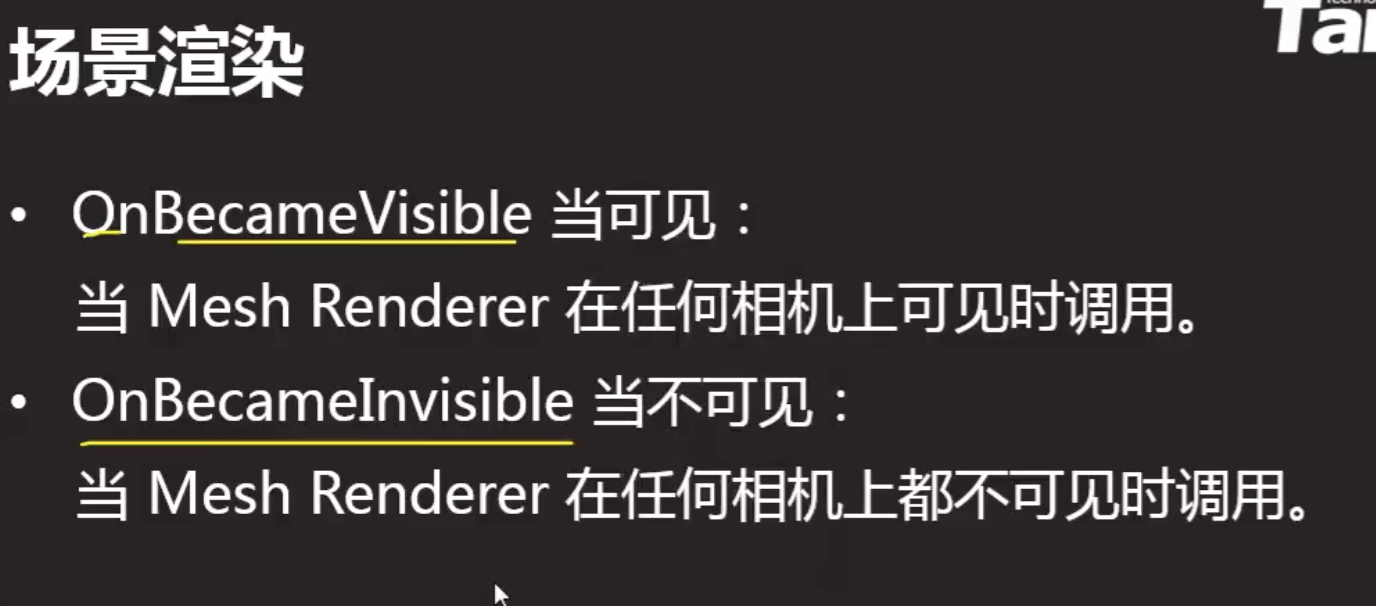 场景渲染
• OnBecameVisible 当可见：
当 Mesh Renderer 在任何相机上可见时调用。
• OnBecameInvisible 当不可见：
当 Mesh Renderer 在任何相机上都不可见时调用。